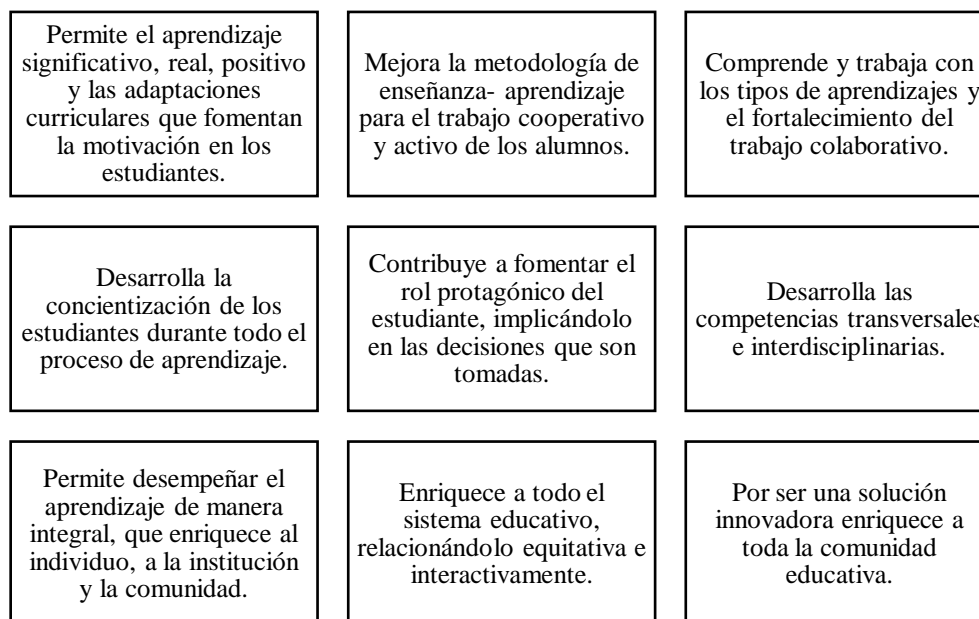 Permite el aprendizaje
significativo, real, positivo
y las adaptaciones
curriculares que fomentan
la motivación en los
estudiantes.
Mejora la metodología de
enseñanza- aprendizaje
para el trabajo cooperativo
y activo de los alumnos.
Comprende y trabaja con
los tipos de aprendizajes y
el fortalecimiento del
trabajo colaborativo.
Desarrolla la
concientización de los
estudiantes durante todo el
proceso de aprendizaje.
Contribuye a fomentar el
rol protagónico del
estudiante, implicándolo
en las decisiones que son
tomadas.
Desarrolla las
competencias transversales
e interdisciplinarias.
Permite desempeñar el
aprendizaje de manera
integral, que enriquece al
individuo, a la institución
y la comunidad.
Enriquece a todo el
sistema educativo,
relacionándolo equitativa e
interactivamente.
Por ser una solución
innovadora enriquece a
toda la comunidad
educativa.